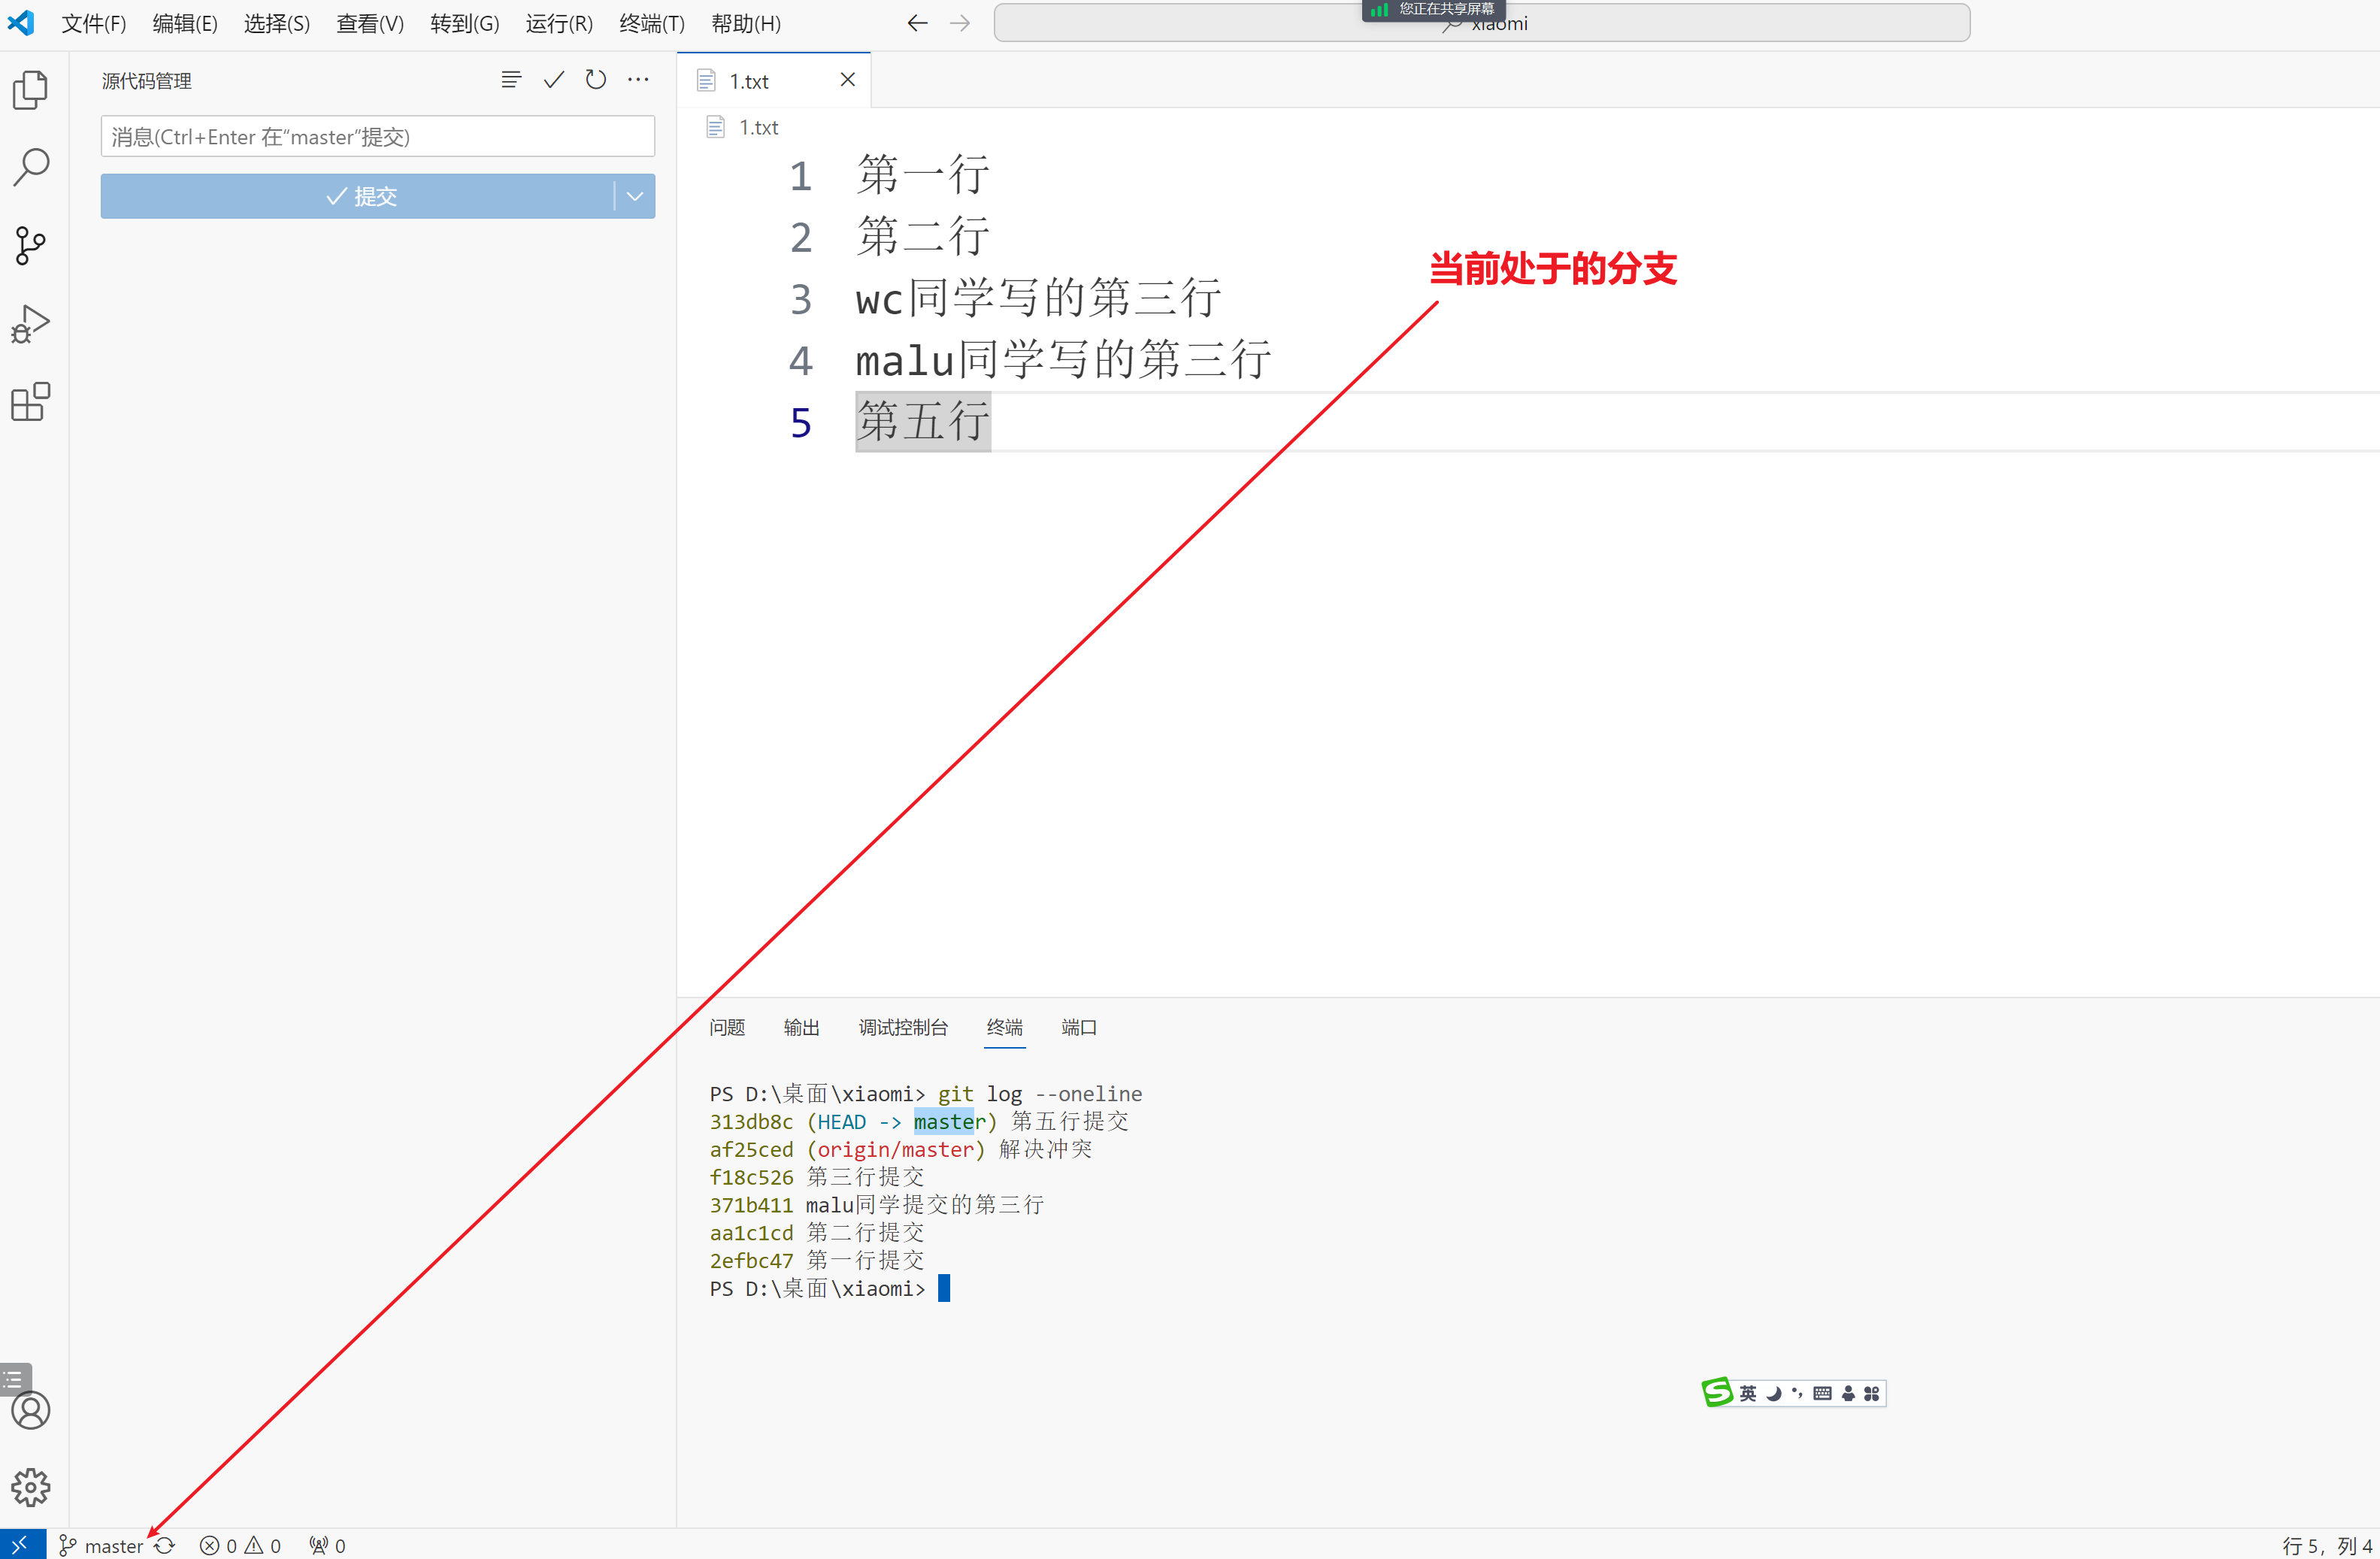 文件(F) 编辑(E) 选择(S) 查看(V) 转到(G) 运行(R) 终端(T) 帮助(H)
您正在共享屏幕
xiaomi
源代码管理
消息(Ctrl+Enter 在“master”提交)
提交
1.txt
1.txt
1 第一行
2 第二行
3 wc同学写的第三行
4 malu同学写的第三行
5 第五行
当前处于的分支
问题 输出 调试控制台 终端 端口
PS D:\桌面\xiaomi> git log --oneline
313db8c (HEAD -> master) 第五行提交
af25ced (origin/master) 解决冲突
f18c526 第三行提交
371b411 malu同学提交的第三行
aa1c1cd 第二行提交
2efbc47 第一行提交
PS D:\桌面\xiaomi>
S 英
master 0 0 0
行 5，列 4